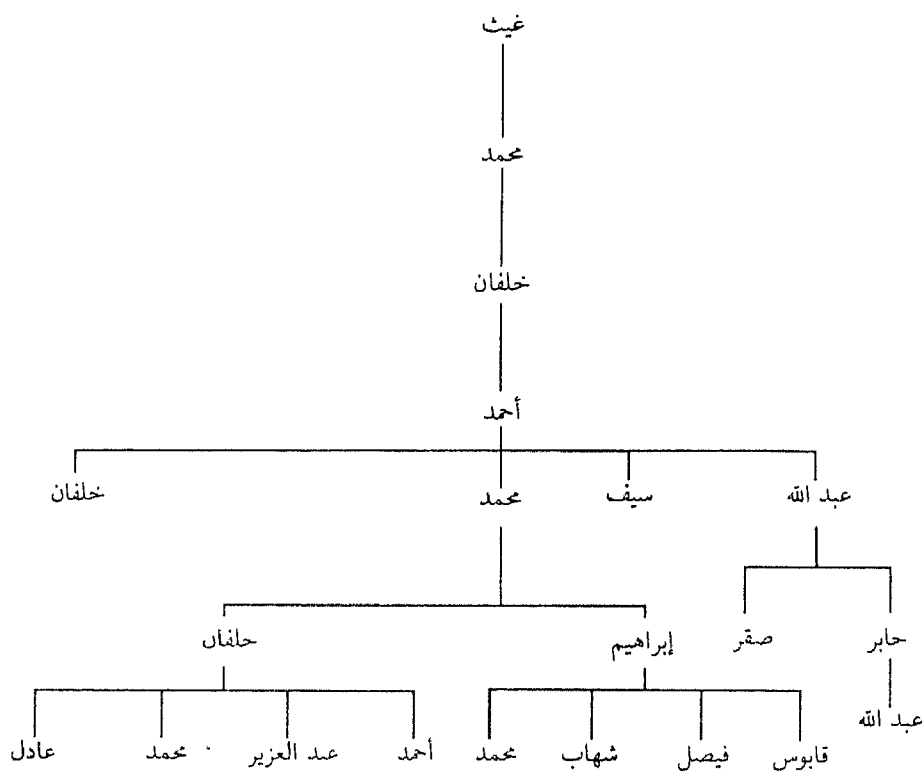 غيث
محمد
خلفان
أحمد
عبد الله سيف محمد خلفان
حابر صقر إبراهيم حلفان
عبد الله
قابوس فيصل شهاب محمد أحمد عبد العزير محمد عادل